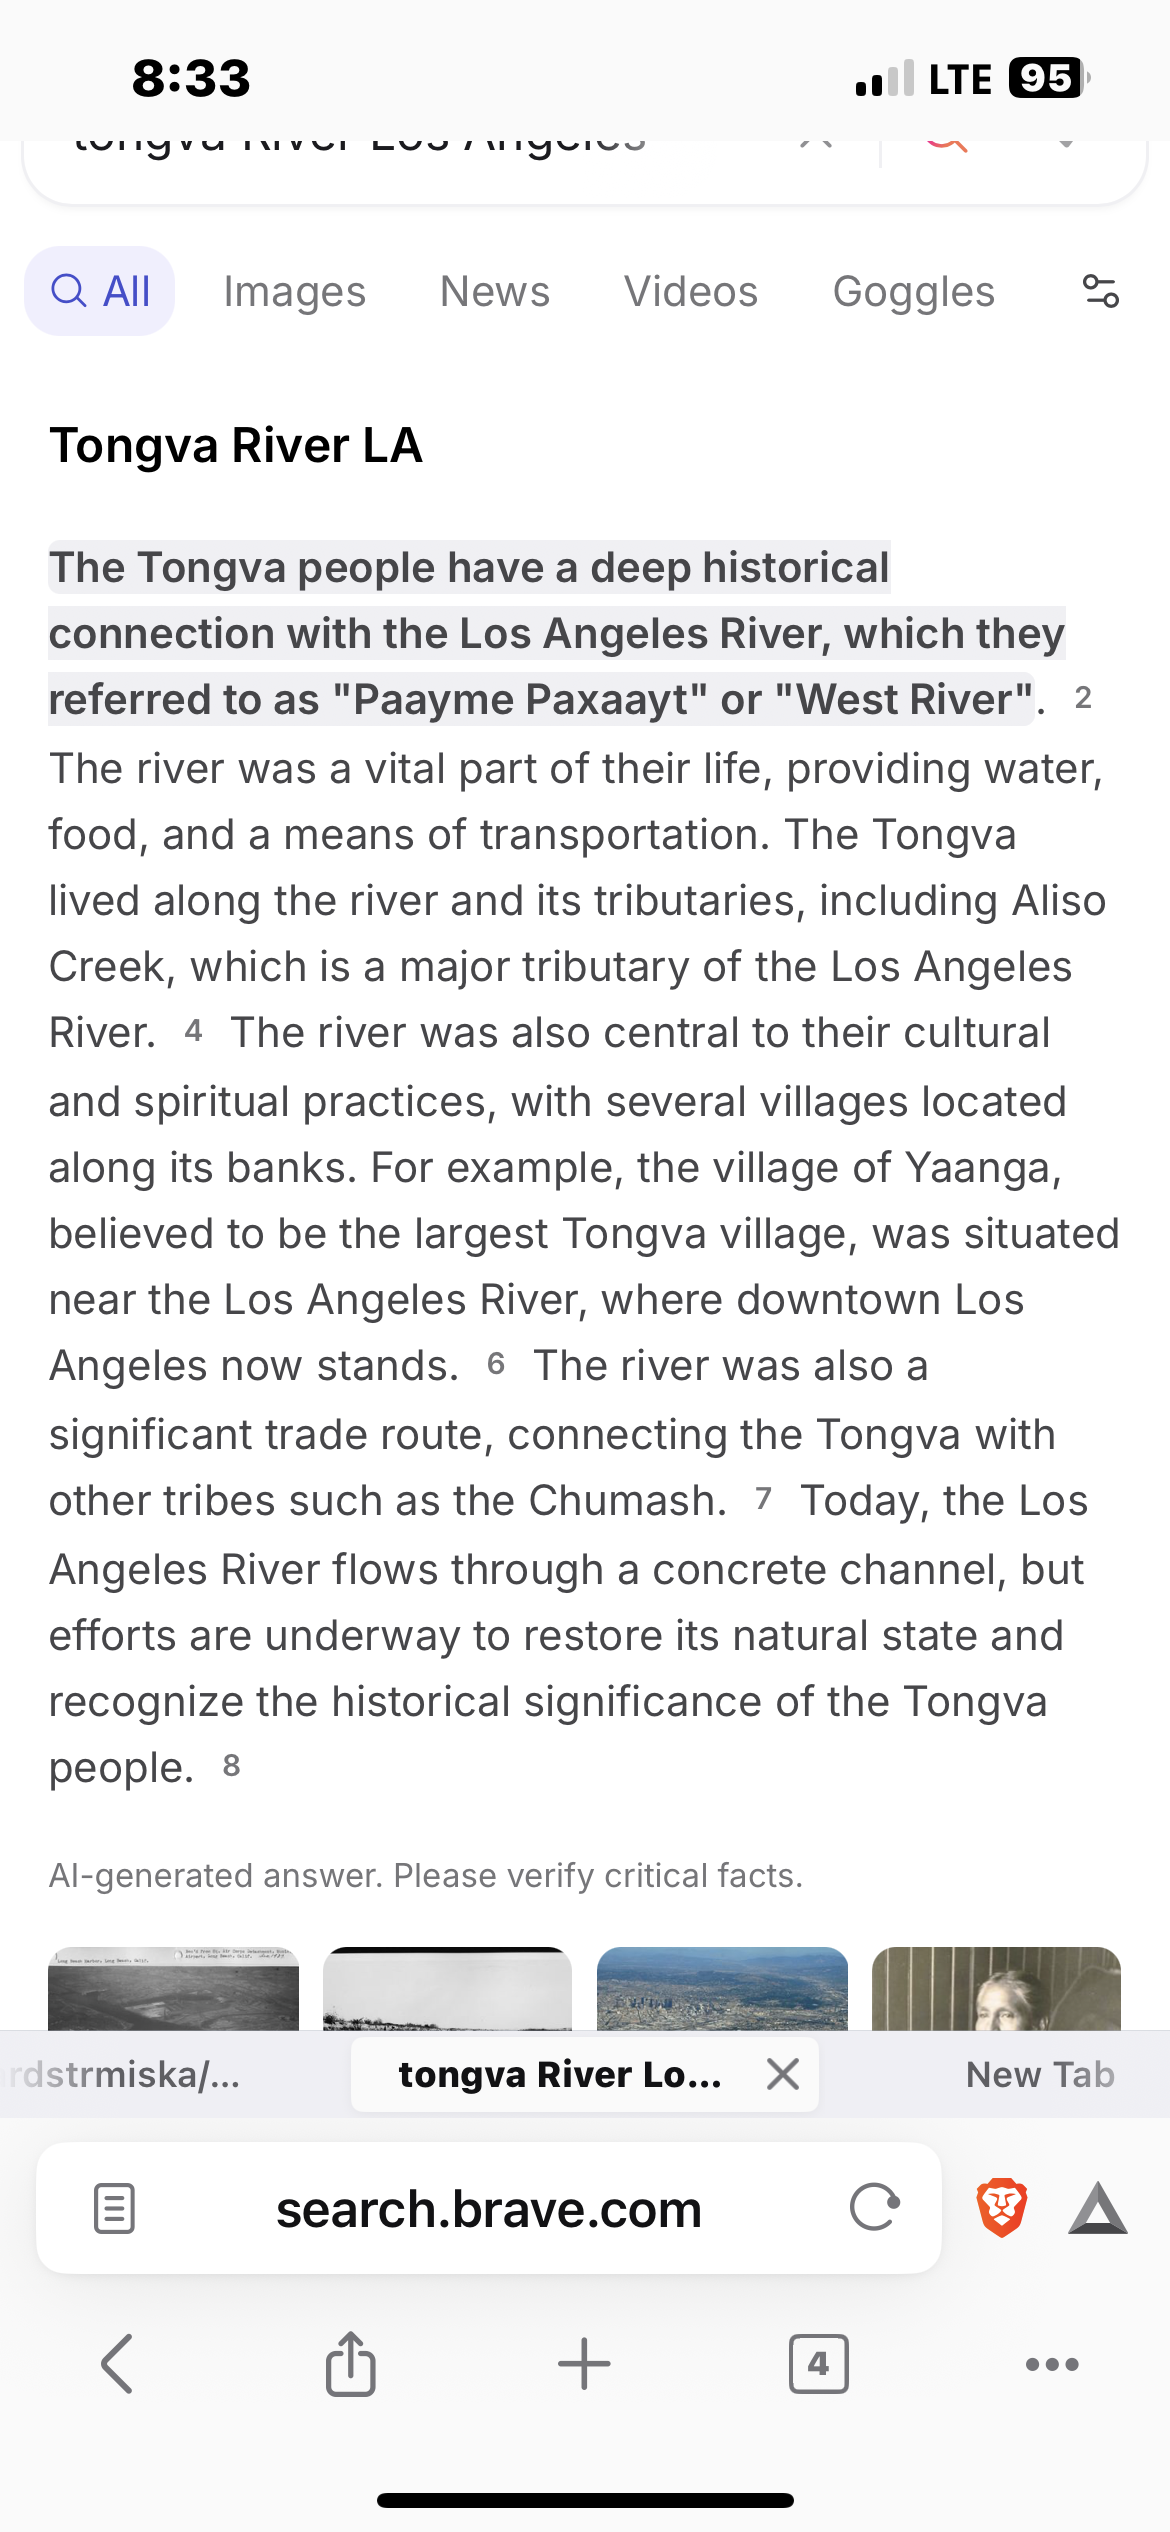 8:33
LTE 95
tongva River Los Angeles
All Images News Videos Goggles
Tongva River LA
The Tongva people have a deep historical
connection with the Los Angeles River, which they
referred to as "Paayme Paxaayt" or "West River". 2
The river was a vital part of their life, providing water,
food, and a means of transportation. The Tongva
lived along the river and its tributaries, including Aliso
Creek, which is a major tributary of the Los Angeles
River. 4 The river was also central to their cultural
and spiritual practices, with several villages located
along its banks. For example, the village of Yaanga,
believed to be the largest Tongva village, was situated
near the Los Angeles River, where downtown Los
Angeles now stands. 6 The river was also a
significant trade route, connecting the Tongva with
other tribes such as the Chumash. 7 Today, the Los
Angeles River flows through a concrete channel, but
efforts are underway to restore its natural state and
recognize the historical significance of the Tongva
people. 8
AI-generated answer. Please verify critical facts.
rdstrmiska/...
tongva River Lo...
New Tab
search.brave.com
4